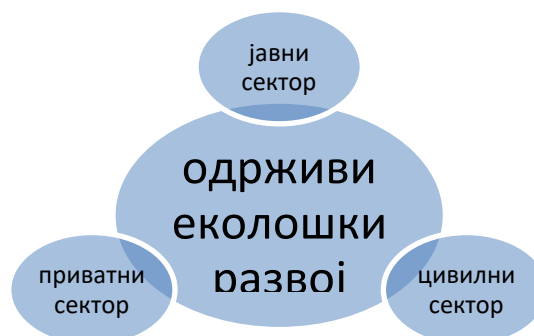 јавни
сектор
одрживи
еколошки
развој
приватни
сектор
цивилни
сектор